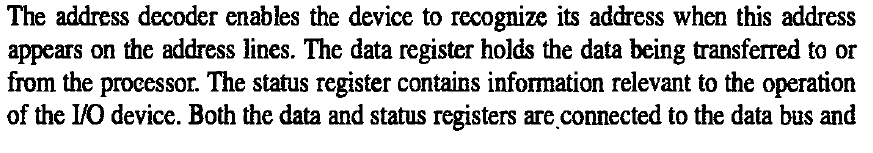 The address decoder enables the device to recognize its address when this address
appears on the address lines. The data register holds the data being transferred to or
from the processor. The status register contains information relevant to the operation
of the I/O device. Both the data and status registers are connected to the data bus and